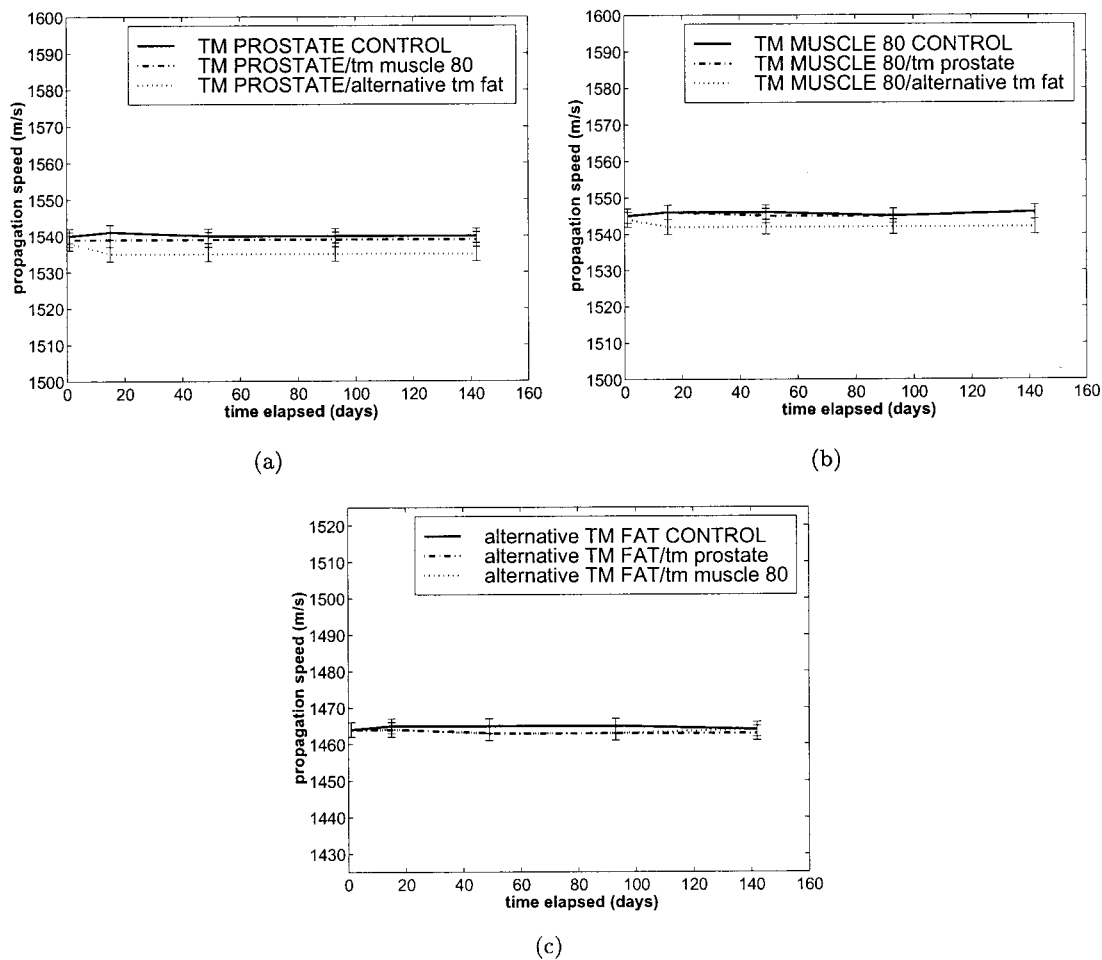 TM PROSTATE CONTROL
TM PROSTATE/tm muscle 80
TM PROSTATE/alternative tm fat
propagation speed (m/s)
1600
1590
1580
1570
1560
1550
1540
1530
1520
1510
1500
0 20 40 60 80 100 120 140 160
time elapsed (days)
(a)
TM MUSCLE 80 CONTROL
TM MUSCLE 80/tm prostate
TM MUSCLE 80/alternative tm fat
propagation speed (m/s)
1600
1590
1580
1570
1560
1550
1540
1530
1520
1510
1500
0 20 40 60 80 100 120 140 160
time elapsed (days)
(b)
alternative TM FAT CONTROL
alternative TM FAT/tm prostate
alternative TM FAT/tm muscle 80
propagation speed (m/s)
1520
1510
1500
1490
1480
1470
1460
1450
1440
1430
0 20 40 60 80 100 120 140 160
time elapsed (days)
(c)